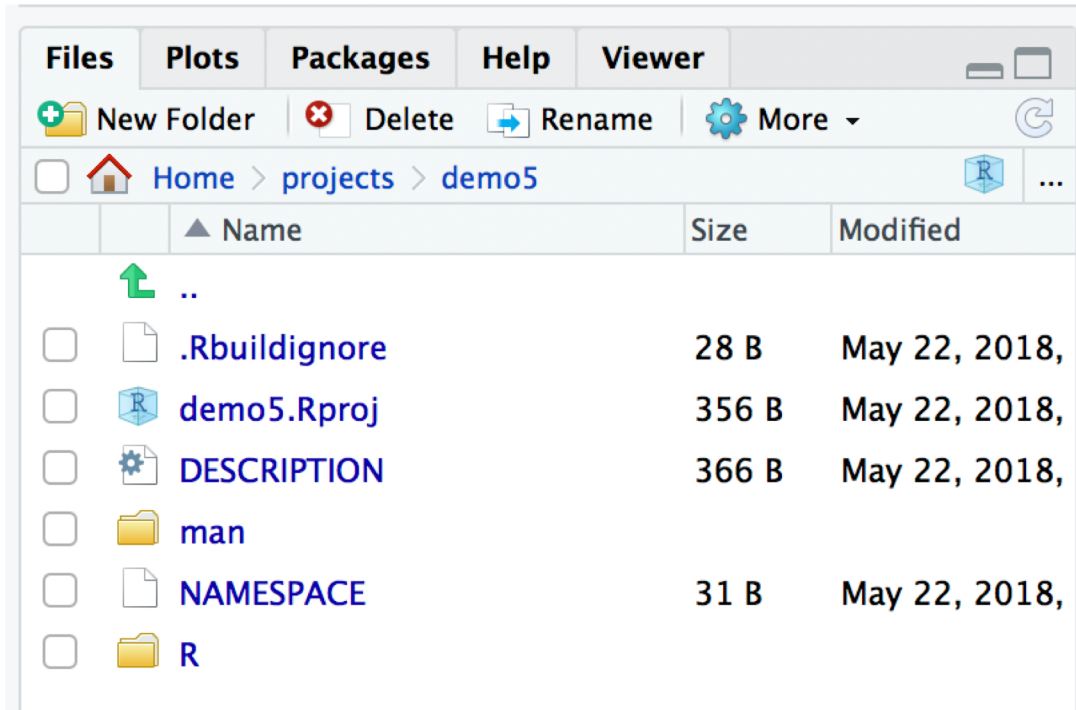 Files Plots Packages Help Viewer
New Folder Delete Rename More
Home projects demo5 R ...
Name Size Modified
..
.Rbuildignore 28 B May 22, 2018,
R demo5.Rproj 356 B May 22, 2018,
DESCRIPTION 366 B May 22, 2018,
man
NAMESPACE 31 B May 22, 2018,
R